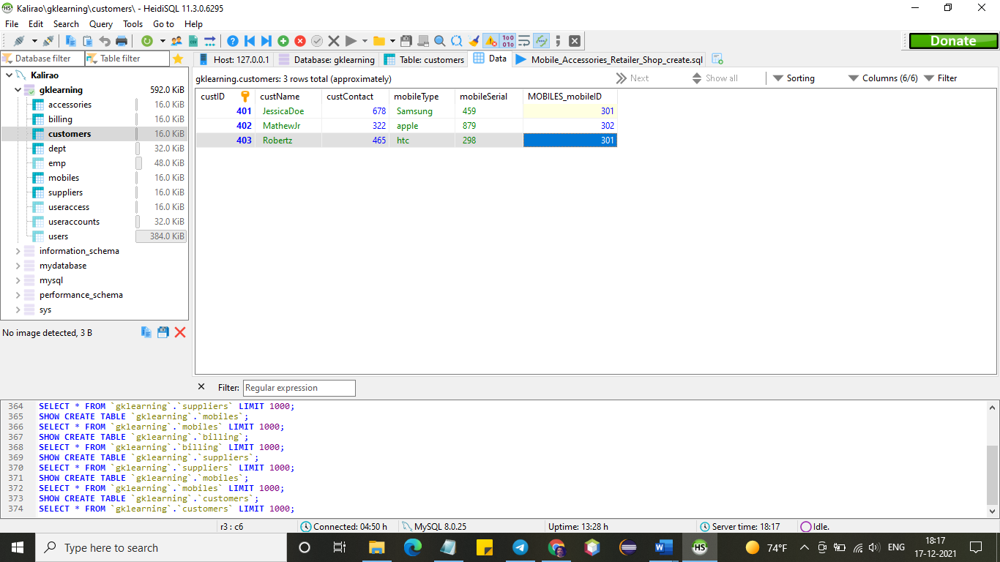 Kalirao\gklearning\customers\ - HeidiSQL 11.3.0.6295
File Edit Search Query Tools Go to Help
Donate
Database filter Table filter
Host: 127.0.0.1 Database: gklearning Table: customers Data Mobile_Accessories_Retailer_Shop_create.sql
Kalirao
gklearning 592.0 KiB
accessories 16.0 KiB
billing 16.0 KiB
customers 16.0 KiB
dept 32.0 KiB
emp 48.0 KiB
mobiles 16.0 KiB
suppliers 16.0 KiB
useraccess 16.0 KiB
useraccounts 32.0 KiB
users 384.0 KiB
information_schema
mydatabase
mysql
performance_schema
sys
No image detected, 3 B
gklearning.customers: 3 rows total (approximately) Next Show all Sorting Columns (6/6) Filter
custID custName custContact mobileType mobileSerial MOBILES_mobileID
401 JessicaDoe 678 Samsung 459 301
402 MathewJr 322 apple 879 302
403 Robertz 465 htc 298 301
Filter: Regular expression
364 SELECT * FROM `gklearning`.`suppliers` LIMIT 1000;
365 SHOW CREATE TABLE `gklearning`.`mobiles`;
366 SELECT * FROM `gklearning`.`mobiles` LIMIT 1000;
367 SHOW CREATE TABLE `gklearning`.`billing`;
368 SELECT * FROM `gklearning`.`billing` LIMIT 1000;
369 SHOW CREATE TABLE `gklearning`.`suppliers`;
370 SELECT * FROM `gklearning`.`suppliers` LIMIT 1000;
371 SHOW CREATE TABLE `gklearning`.`mobiles`;
372 SELECT * FROM `gklearning`.`mobiles` LIMIT 1000;
373 SHOW CREATE TABLE `gklearning`.`customers`;
374 SELECT * FROM `gklearning`.`customers` LIMIT 1000;
r3 : c6 Connected: 04:50 h MySQL 8.0.25 Uptime: 13:28 h Server time: 18:17 Idle.
Type here to search
HS
74°F ENG 18:17
17-12-2021